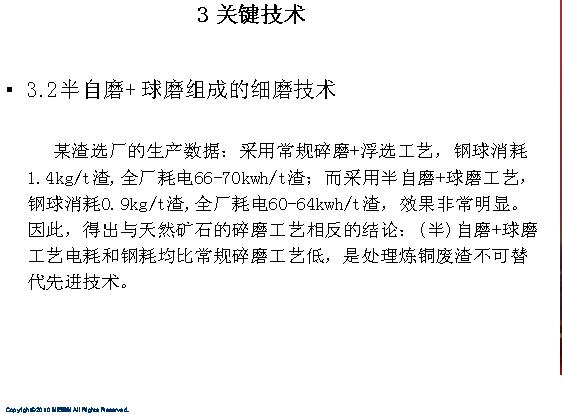 3 关键技术
▪ 3.2半自磨+ 球磨组成的细磨技术
某渣选厂的生产数据：采用常规碎磨+浮选工艺，钢球消耗
1.4kg/t渣,全厂耗电66-70kwh/t渣；而采用半自磨+球磨工艺，
钢球消耗0.9kg/t渣,全厂耗电60-64kwh/t渣，效果非常明显。
因此，得出与天然矿石的碎磨工艺相反的结论：(半)自磨+球磨
工艺电耗和钢耗均比常规碎磨工艺低，是处理炼铜废渣不可替
代先进技术。
Copyright©2010 All Rights Reserved.